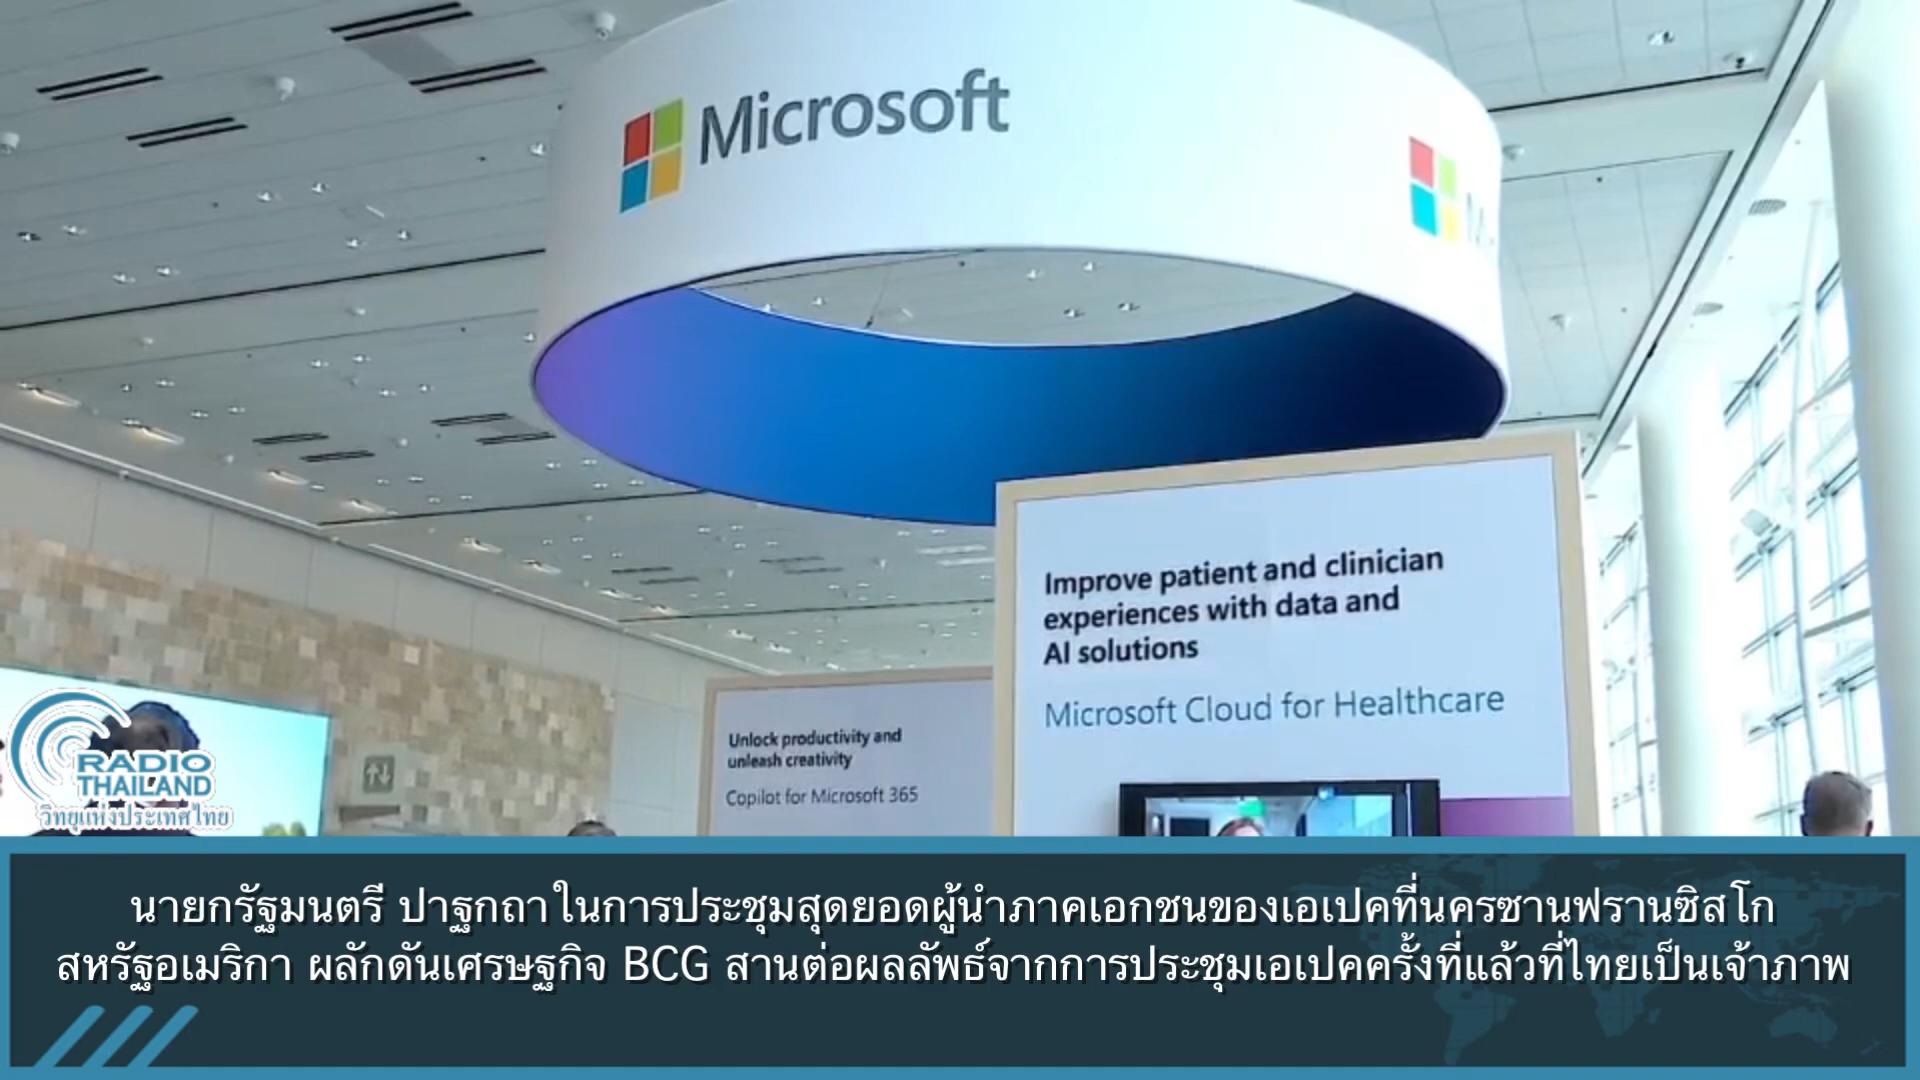 Microsoft
Improve patient and clinician
experiences with data and
AI solutions
Microsoft Cloud for Healthcare
Unlock productivity and
unleash creativity
Copilot for Microsoft 365
RADIO
THAILAND
วิทยุแห่งประเทศไทย
นายกรัฐมนตรี ปาฐกถาในการประชุมสุดยอดผู้นำภาคเอกชนของเอเปคที่นครซานฟรานซิสโก
สหรัฐอเมริกา ผลักดันเศรษฐกิจ BCG สานต่อผลลัพธ์จากการประชุมเอเปคครั้งที่แล้วที่ไทยเป็นเจ้าภาพ